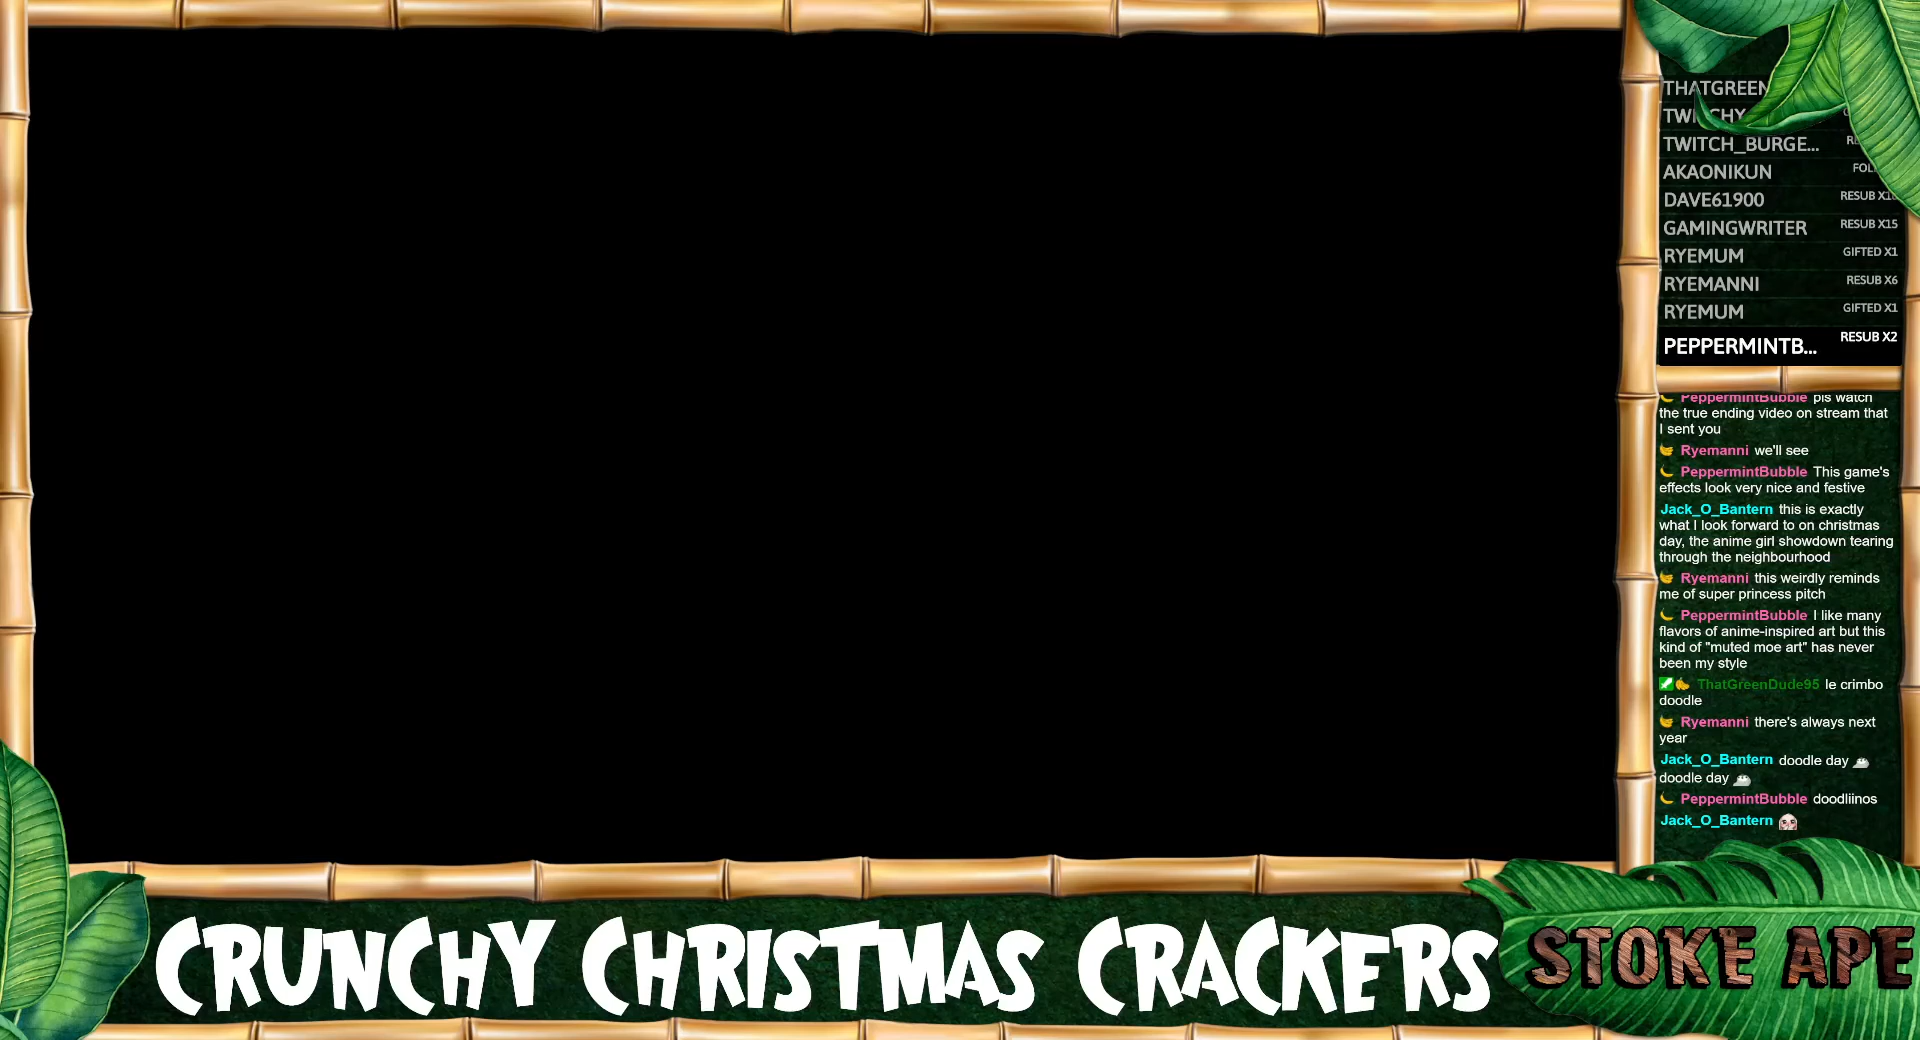 THATGREEN
TWITCHY
TWITCH_BURGE...
AKAONIKUN
FOL
DAVE61900
RESUB X1
GAMINGWRITER
RESUB X15
RYEMUM
GIFTED X1
RYEMANNI
RESUB X6
RYEMUM
GIFTED X1
PEPPERMINTB...
RESUB X2
PeppermintBubble pls watch
the true ending video on stream that
I sent you
Ryemanni we'll see
PeppermintBubble This game's
effects look very nice and festive
Jack_O_Bantern this is exactly
what I look forward to on christmas
day, the anime girl showdown tearing
through the neighbourhood
Ryemanni this weirdly reminds
me of super princess pitch
PeppermintBubble I like many
flavors of anime-inspired art but this
kind of "muted moe art" has never
been my style
ThatGreenDude95 le crimbo
doodle
Ryemanni there's always next
year
Jack_O_Bantern doodle day
doodle day
PeppermintBubble doodliinos
Jack_O_Bantern
CRUNCHY CHRISTMAS CRACKERS
STOKE APE